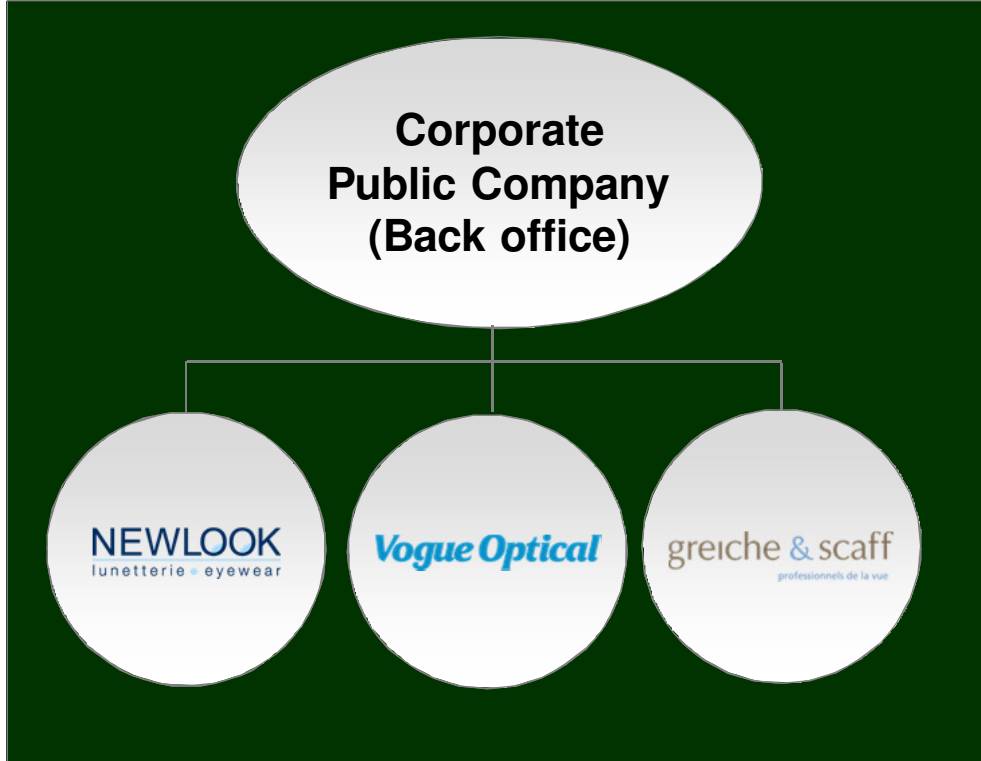 Corporate
Public Company
(Back office)
NEWLOOK
lunetterie • eyewear
Vogue Optical
greiche & scaff
professionnels de la vue